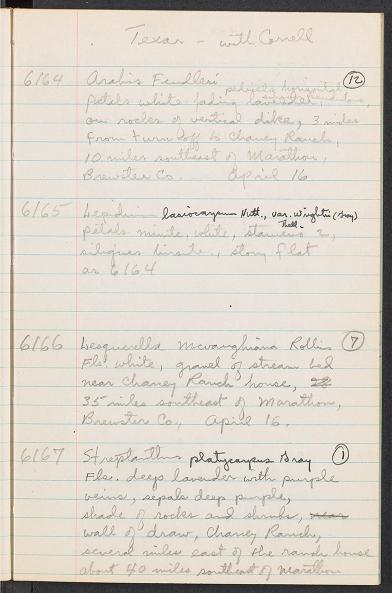 Texas - with Correll
6164 Arabis Fendleri (12)
pedicels horizontal
petals white fading lavender,
on rocks of vertical dike, 3 miles
from turn off to Chaney Ranch,
10 miles southeast of Marathon,
Brewster Co. April 16
6165 Lepidium lasiocarpum Nutt., var. wrightii (Gray)
Thell.
petals minute, white, stamens 2,
siliques hirsute, stony flat
as 6164
6166 Lesquerella mcvaughiana Rollins (7)
Fls. white, gravel of stream bed
near Chaney Ranch house,
35 miles southeast of Marathon,
Brewster Co., April 16.
6167 Streptanthus platycarpus Gray (1)
Fls. deep lavender with purple
veins, sepals deep purple,
shade of rocks and shrubs, near
wall of draw, Chaney Ranch,
several miles east of the ranch house
about 40 miles southeast of Marathon